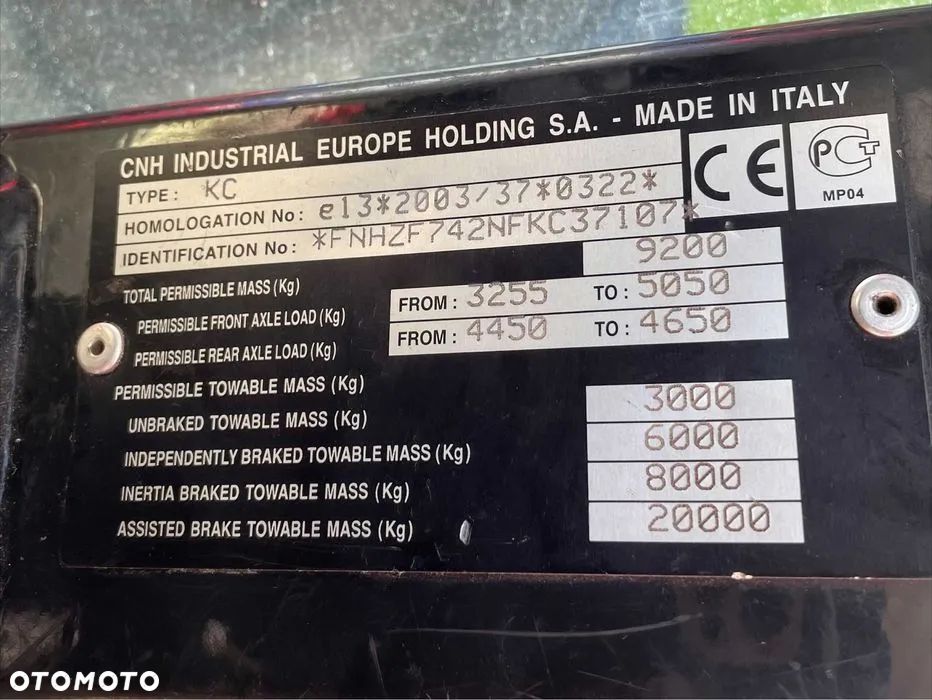 CNH INDUSTRIAL EUROPE HOLDING S.A. - MADE IN ITALY
TYPE : KC
HOMOLOGATION No : e13*2003/37*0322*
IDENTIFICATION No : *FNHZF742NFKC37107*
CE
PCT
MP04
TOTAL PERMISSIBLE MASS (Kg) 9200
PERMISSIBLE FRONT AXLE LOAD (Kg) FROM : 3255 TO : 5050
PERMISSIBLE REAR AXLE LOAD (Kg) FROM : 4450 TO : 4650
PERMISSIBLE TOWABLE MASS (Kg)
UNBRAKED TOWABLE MASS (Kg) 3000
INDEPENDENTLY BRAKED TOWABLE MASS (Kg) 6000
INERTIA BRAKED TOWABLE MASS (Kg) 8000
ASSISTED BRAKE TOWABLE MASS (Kg) 20000
OTOMOTO